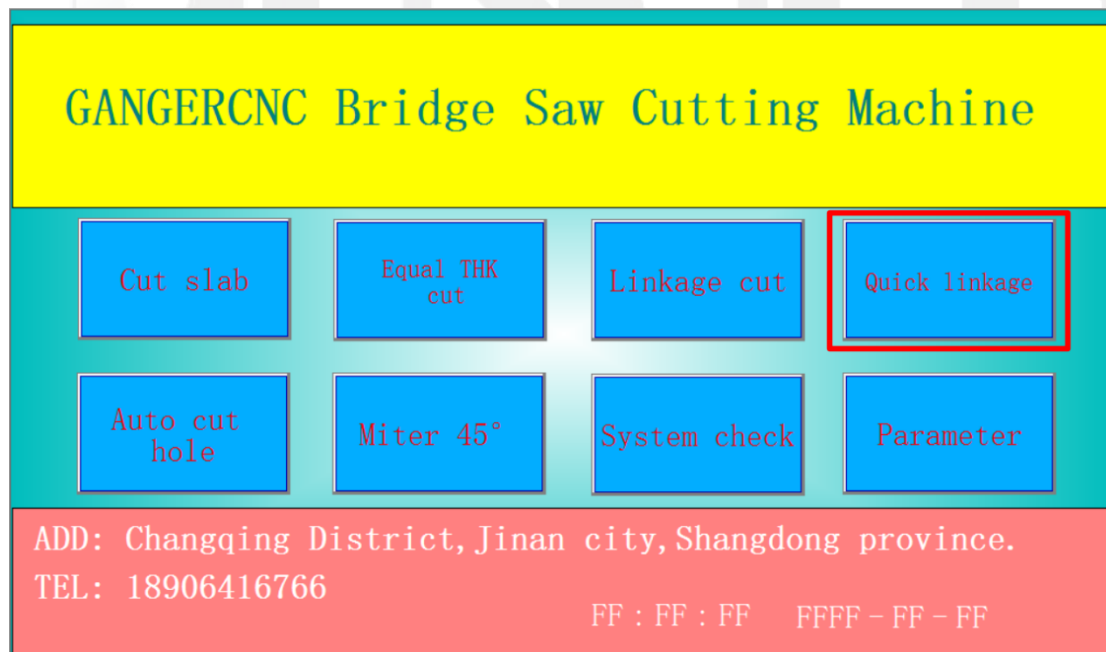 GANGERCNC Bridge Saw Cutting Machine
Cut slab
Equal THK
cut
Linkage cut
Quick linkage
Auto cut
hole
Miter 45°
System check
Parameter
ADD: Changqing District,Jinan city,Shangdong province.
TEL: 18906416766
FF : FF : FF FFFF - FF - FF